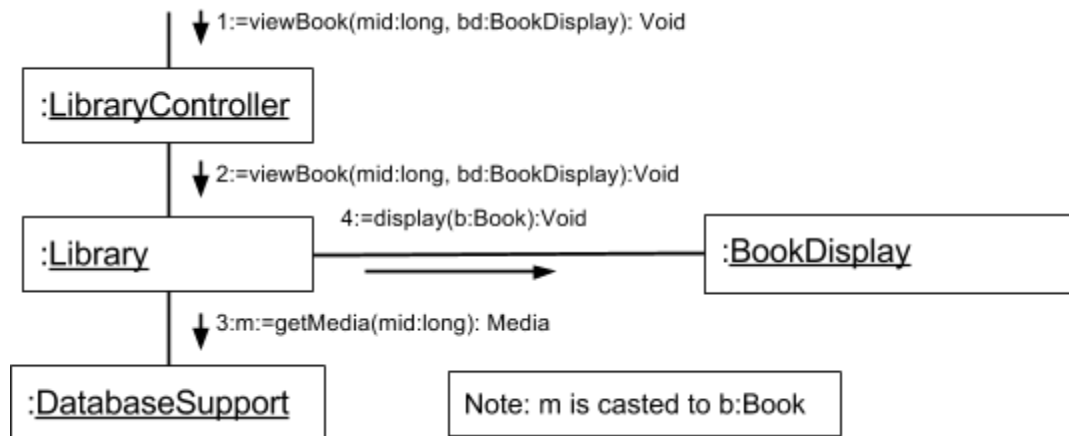 1:=viewBook(mid:long, bd:BookDisplay): Void
:LibraryController
2:=viewBook(mid:long, bd:BookDisplay):Void
4:=display(b:Book):Void
:Library
:BookDisplay
3:m:=getMedia(mid:long): Media
:DatabaseSupport
Note: m is casted to b:Book